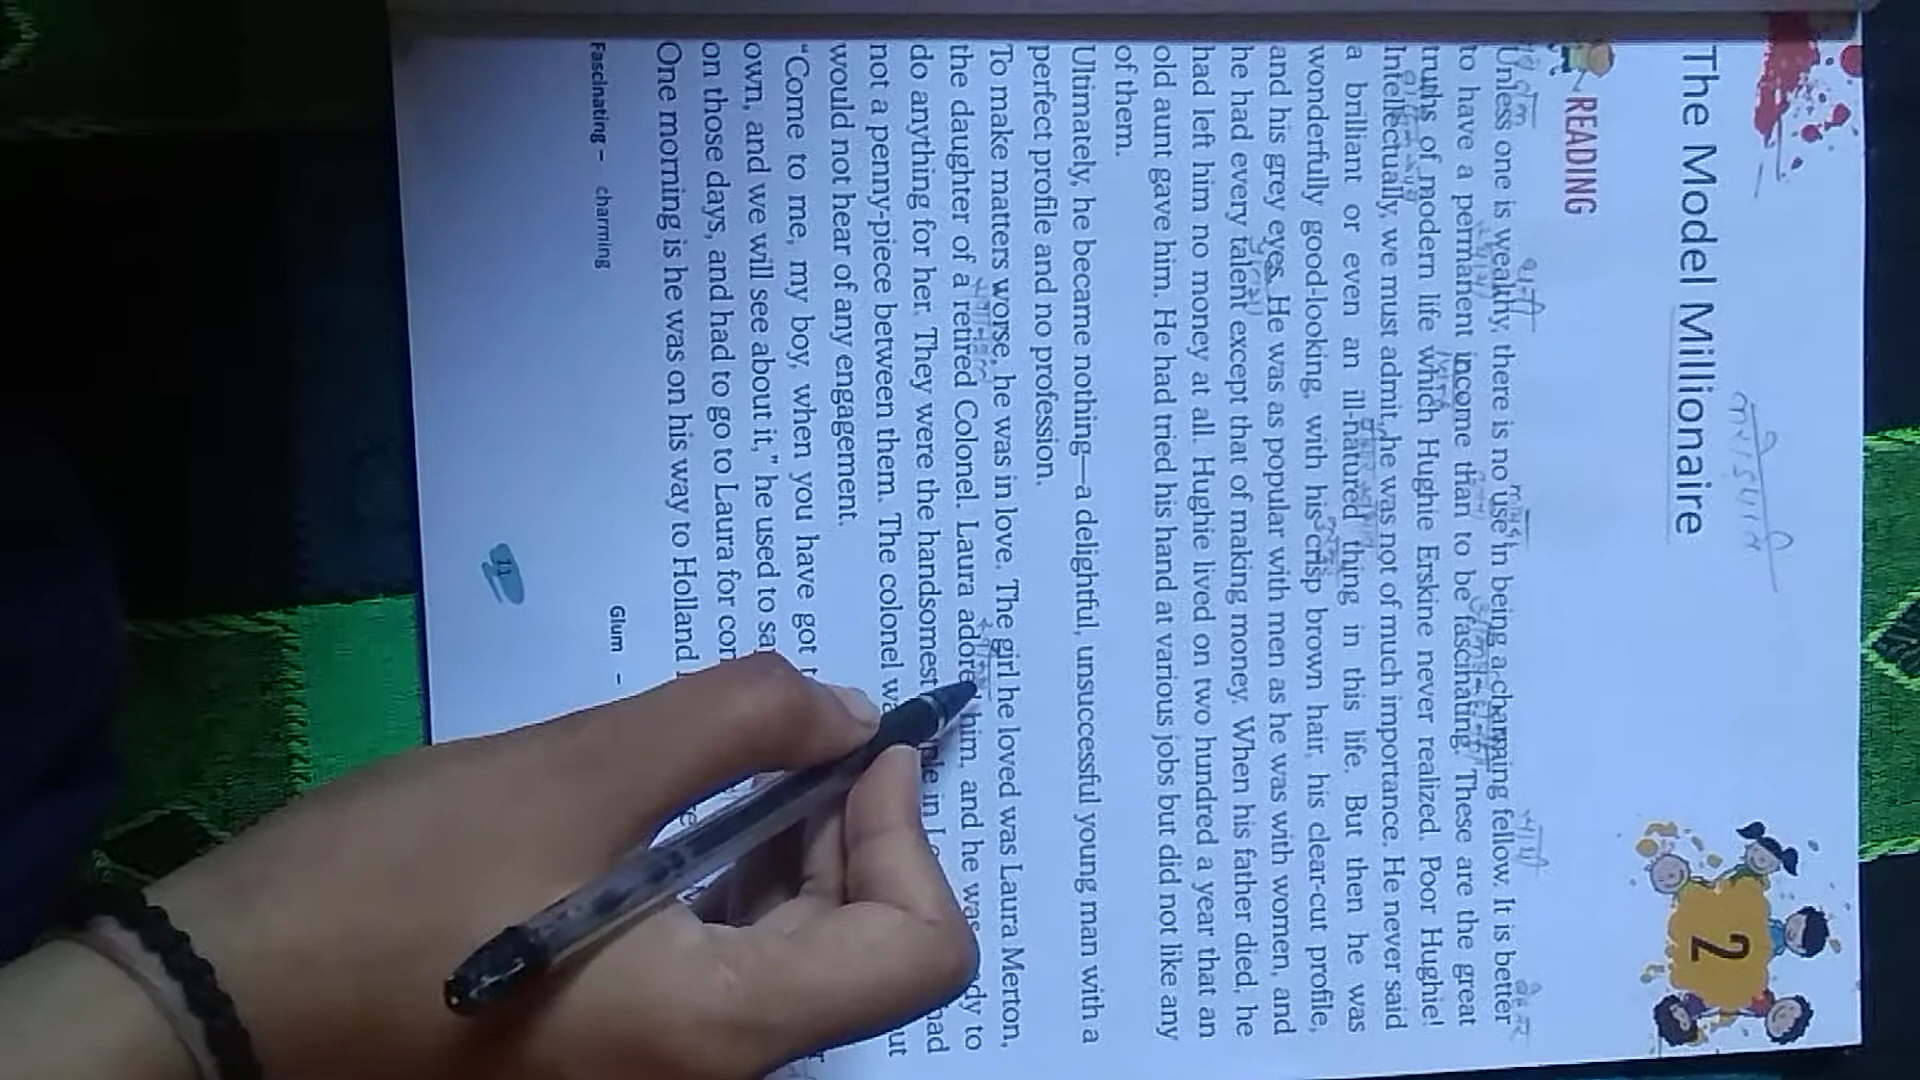 The Model Millionaire
2
READING
Unless one is wealthy, there is no use in being a charming fellow. It is better
to have a permanent income than to be fascinating. These are the great
truths of modern life which Hughie Erskine never realized. Poor Hughie!
Intellectually, we must admit, he was not of much importance. He never said
a brilliant or even an ill-natured thing in this life. But then he was
wonderfully good-looking, with his crisp brown hair, his clear-cut profile,
and his grey eyes. He was as popular with men as he was with women, and
he had every talent except that of making money. When his father died, he
had left him no money at all. Hughie lived on two hundred a year that an
old aunt gave him. He had tried his hand at various jobs but did not like any
of them.
Ultimately, he became nothing—a delightful, unsuccessful young man with a
perfect profile and no profession.
To make matters worse, he was in love. The girl he loved was Laura Merton,
the daughter of a retired Colonel. Laura adored him, and he was dy to
do anything for her. They were the handsomest ple in had
not a penny-piece between them. The colonel ut
would not hear of any engagement.
“Come to me, my boy, when you have got
own, and we will see about it,” he used to
on those days, and had to go to Laura for
One morning is he was on his way to Holland
Fascinating – charming
Glum –
11